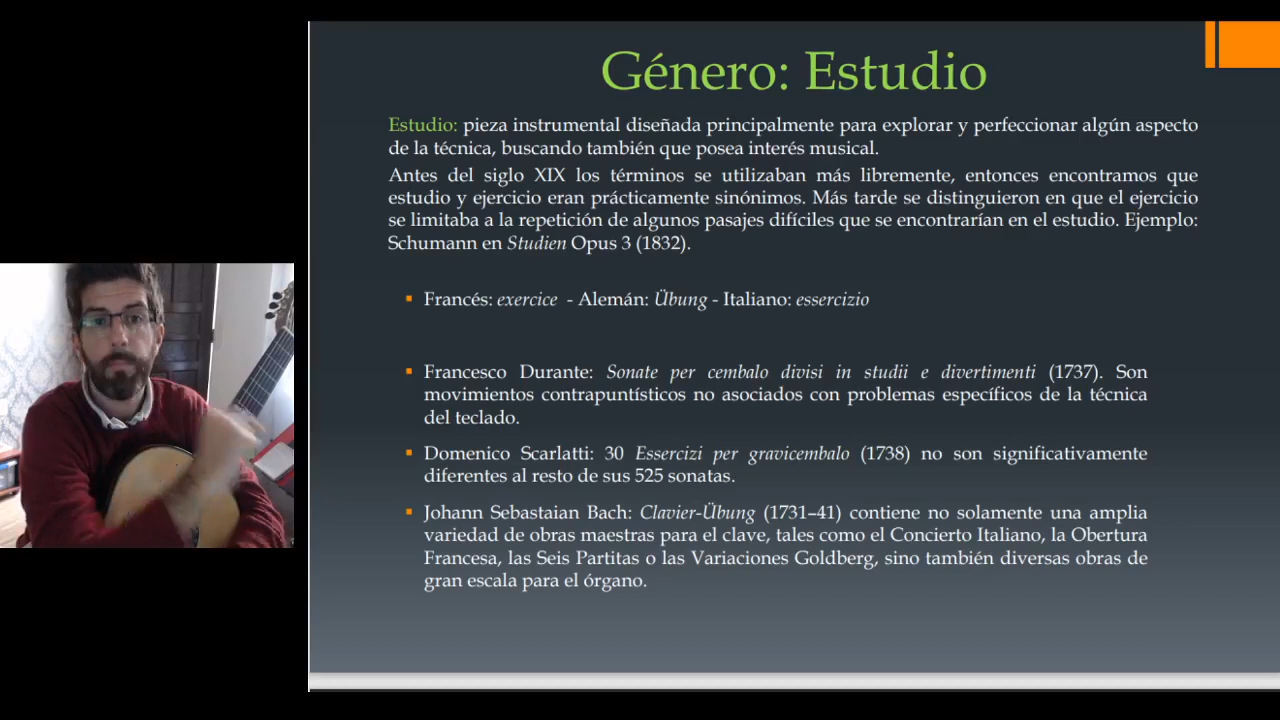 Género: Estudio
Estudio: pieza instrumental diseñada principalmente para explorar y perfeccionar algún aspecto
de la técnica, buscando también que posea interés musical.
Antes del siglo XIX los términos se utilizaban más libremente, entonces encontramos que
estudio y ejercicio eran prácticamente sinónimos. Más tarde se distinguieron en que el ejercicio
se limitaba a la repetición de algunos pasajes difíciles que se encontrarían en el estudio. Ejemplo:
Schumann en Studien Opus 3 (1832).
▪ Francés: exercice - Alemán: Übung - Italiano: essercizio
▪ Francesco Durante: Sonate per cembalo divisi in studii e divertimenti (1737). Son
movimientos contrapuntísticos no asociados con problemas específicos de la técnica
del teclado.
▪ Domenico Scarlatti: 30 Essercizi per gravicembalo (1738) no son significativamente
diferentes al resto de sus 525 sonatas.
▪ Johann Sebastaian Bach: Clavier-Übung (1731–41) contiene no solamente una amplia
variedad de obras maestras para el clave, tales como el Concierto Italiano, la Obertura
Francesa, las Seis Partitas o las Variaciones Goldberg, sino también diversas obras de
gran escala para el órgano.